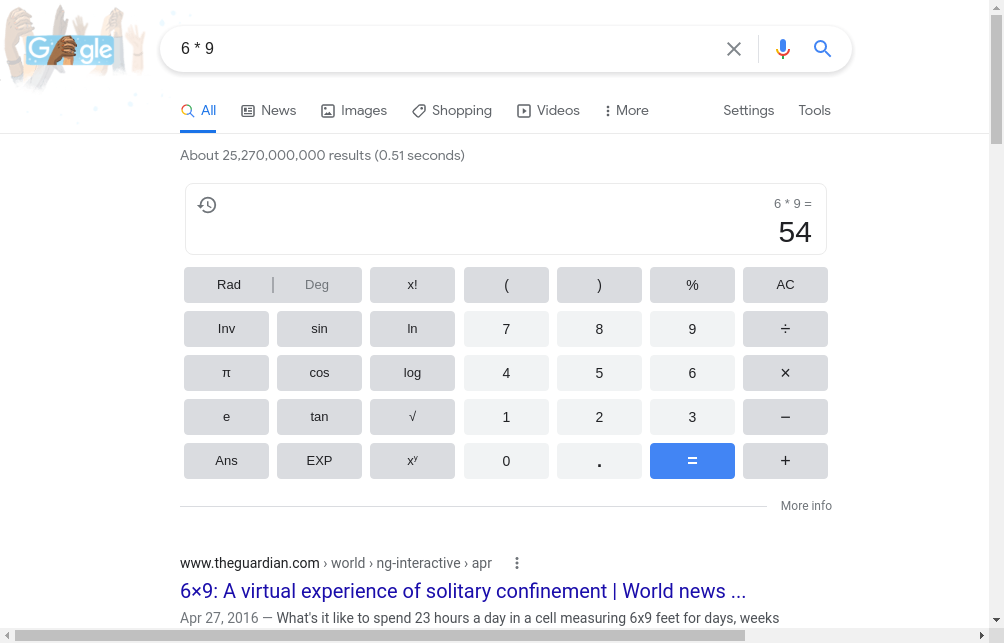 Google
6 * 9
All News Images Shopping Videos More Settings Tools
About 25,270,000,000 results (0.51 seconds)
6 * 9 =
54
Rad | Deg x! ( ) % AC
Inv sin ln 7 8 9 ÷
π cos log 4 5 6 ×
e tan √ 1 2 3 −
Ans EXP xʸ 0 . = +
More info
www.theguardian.com › world › ng-interactive › apr
6×9: A virtual experience of solitary confinement | World news ...
Apr 27, 2016 — What's it like to spend 23 hours a day in a cell measuring 6x9 feet for days, weeks